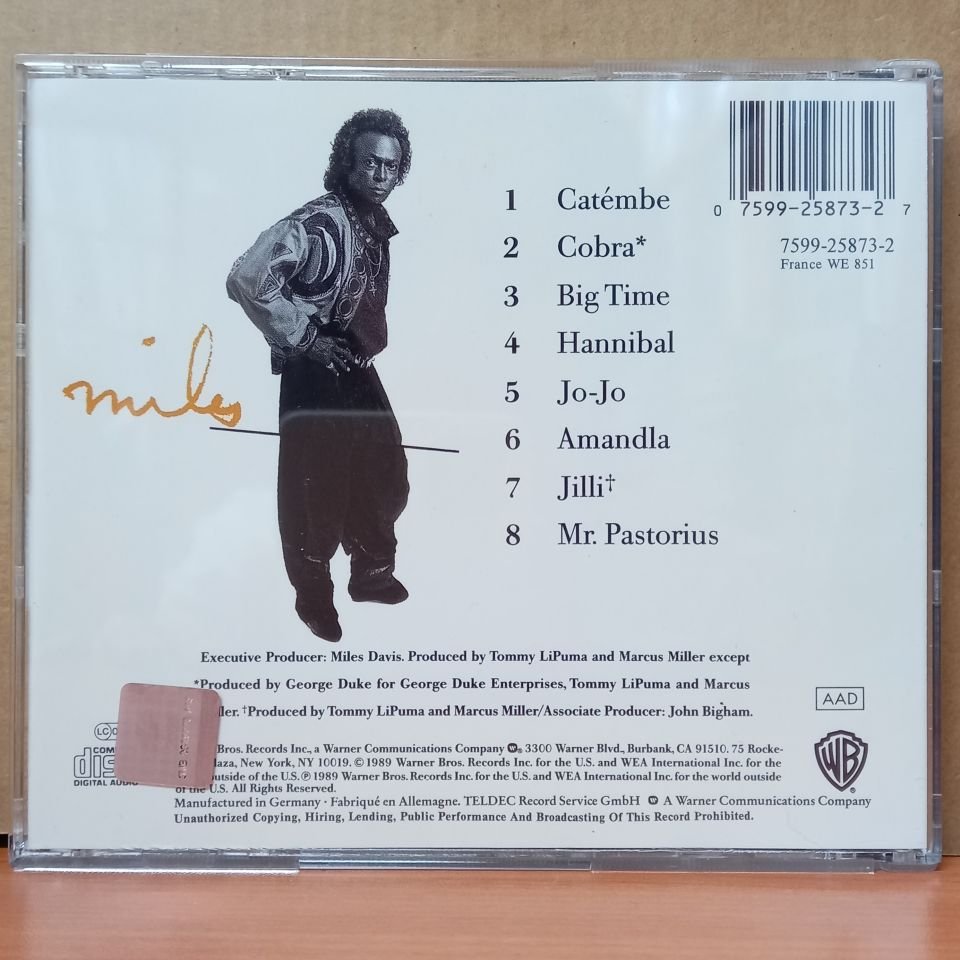 1 Catémbe
2 Cobra*
3 Big Time
4 Hannibal
5 Jo-Jo
6 Amandla
7 Jilli†
8 Mr. Pastorius
0 7599-25873-2 7
7599-25873-2
France WE 851
miles
Executive Producer: Miles Davis. Produced by Tommy LiPuma and Marcus Miller except
*Produced by George Duke for George Duke Enterprises, Tommy LiPuma and Marcus
ler. †Produced by Tommy LiPuma and Marcus Miller/Associate Producer: John Bigham.
AAD
LC
COM
dis
DIGITAL AUDIO
Bros. Records Inc., a Warner Communications Company 3300 Warner Blvd., Burbank, CA 91510. 75 Rocke-
laza, New York, NY 10019. © 1989 Warner Bros. Records Inc. for the U.S. and WEA International Inc. for the world
outside of the U.S. ℗ 1989 Warner Bros. Records Inc. for the U.S. and WEA International Inc. for the world outside
of the U.S. All Rights Reserved.
WB
®
Manufactured in Germany · Fabriqué en Allemagne. TELDEC Record Service GmbH A Warner Communications Company
Unauthorized Copying, Hiring, Lending, Public Performance And Broadcasting Of This Record Prohibited.